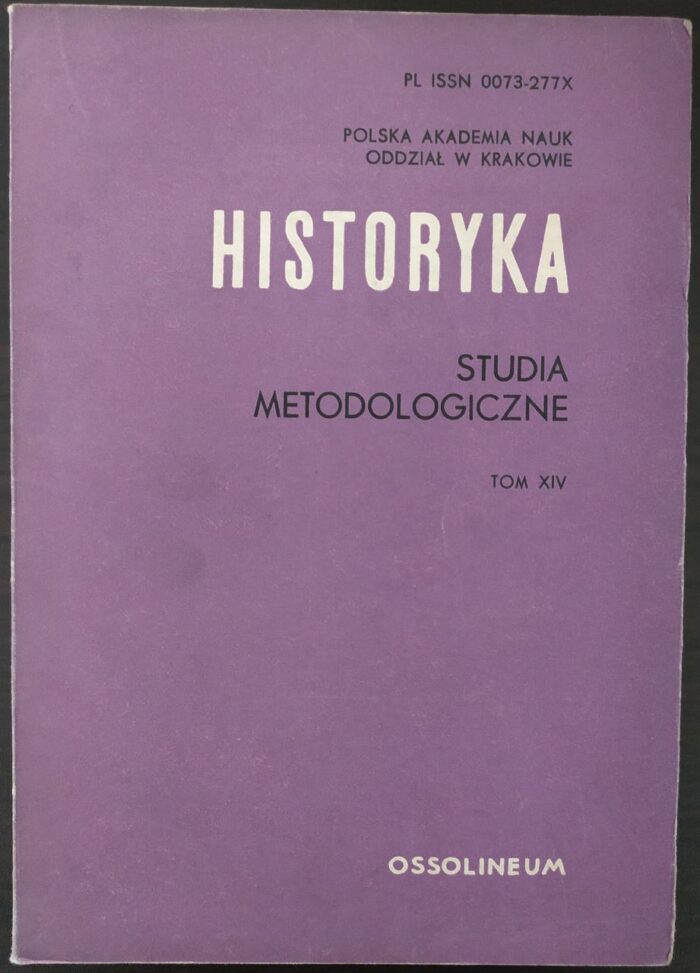 PL ISSN 0073-277X
POLSKA AKADEMIA NAUK
ODDZIAŁ W KRAKOWIE
HISTORYKA
STUDIA
METODOLOGICZNE
TOM XIV
OSSOLINEUM